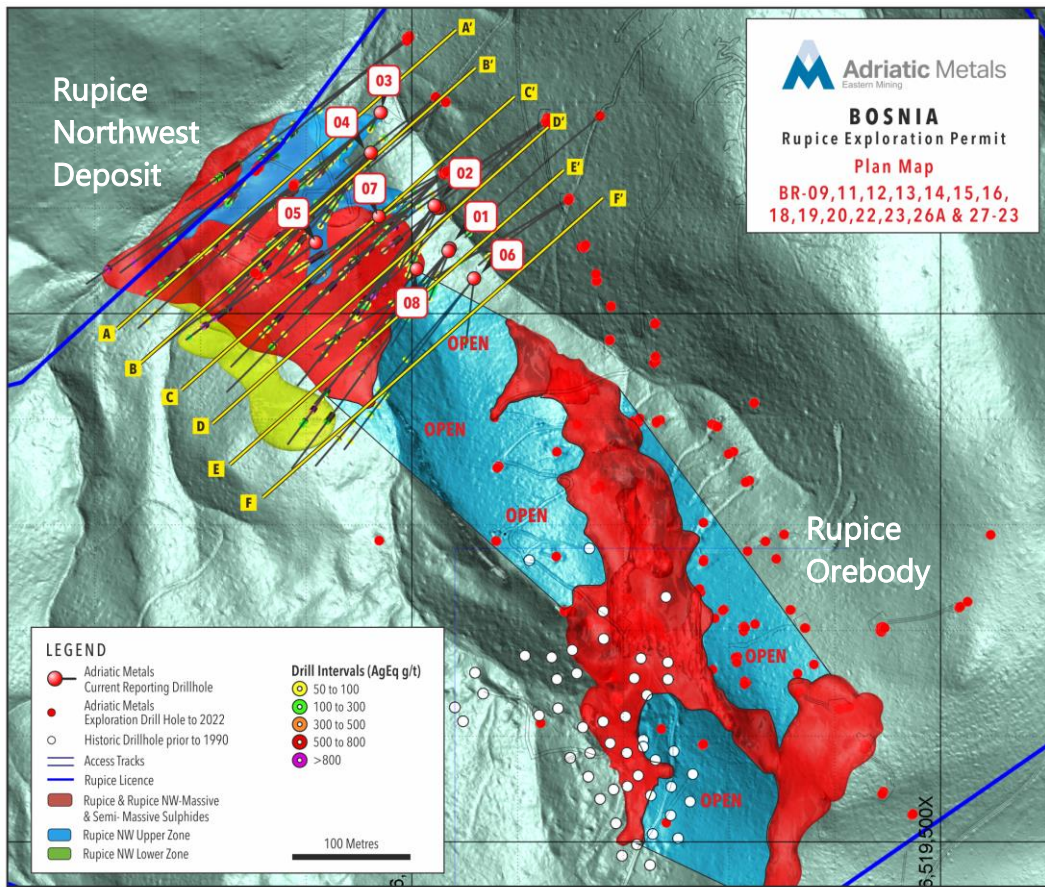 Rupice
Northwest
Deposit
Adriatic Metals
Eastern Mining
BOSNIA
Rupice Exploration Permit
Plan Map
BR-09,11,12,13,14,15,16,
18,19,20,22,23,26A & 27-23
A'
B'
C'
D'
E'
F'
03
04
02
07
05
01
06
08
A
B
C
D
E
F
OPEN
OPEN
OPEN
Rupice
Orebody
OPEN
OPEN
LEGEND
Adriatic Metals
Current Reporting Drillhole
Adriatic Metals
Exploration Drill Hole to 2022
Historic Drillhole prior to 1990
Access Tracks
Rupice Licence
Rupice & Rupice NW-Massive
& Semi- Massive Sulphides
Rupice NW Upper Zone
Rupice NW Lower Zone
Drill Intervals (AgEq g/t)
50 to 100
100 to 300
300 to 500
500 to 800
>800
100 Metres
6,519,500X